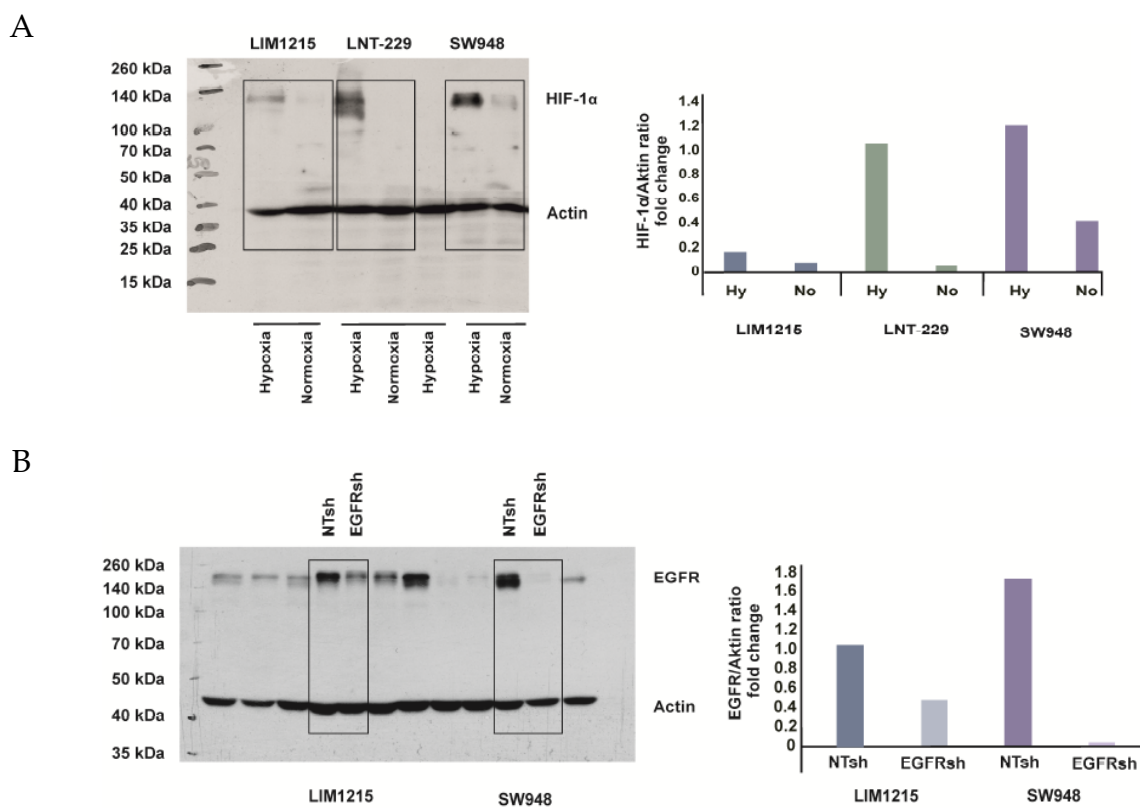 A
LIM1215 LNT-229 SW948
260 kDa
140 kDa
100 kDa
70 kDa
50 kDa
40 kDa
35 kDa
25 kDa
15 kDa
HIF-1α
Actin
Hypoxia
Normoxia
Hypoxia
Normoxia
Hypoxia
Hypoxia
Normoxia
HIF-1α/Aktin ratio
fold change
1.4
1.2
1.0
0.8
0.6
0.4
0.2
0
Hy No Hy No Hy No
LIM1215 LNT-229 SW948
B
NTsh
EGFRsh
NTsh
EGFRsh
260 kDa
140 kDa
100 kDa
70 kDa
50 kDa
40 kDa
35 kDa
EGFR
Actin
LIM1215 SW948
EGFR/Aktin ratio
fold change
1.8
1.6
1.4
1.2
1.0
0.8
0.6
0.4
0.2
0
NTsh EGFRsh NTsh EGFRsh
LIM1215 SW948